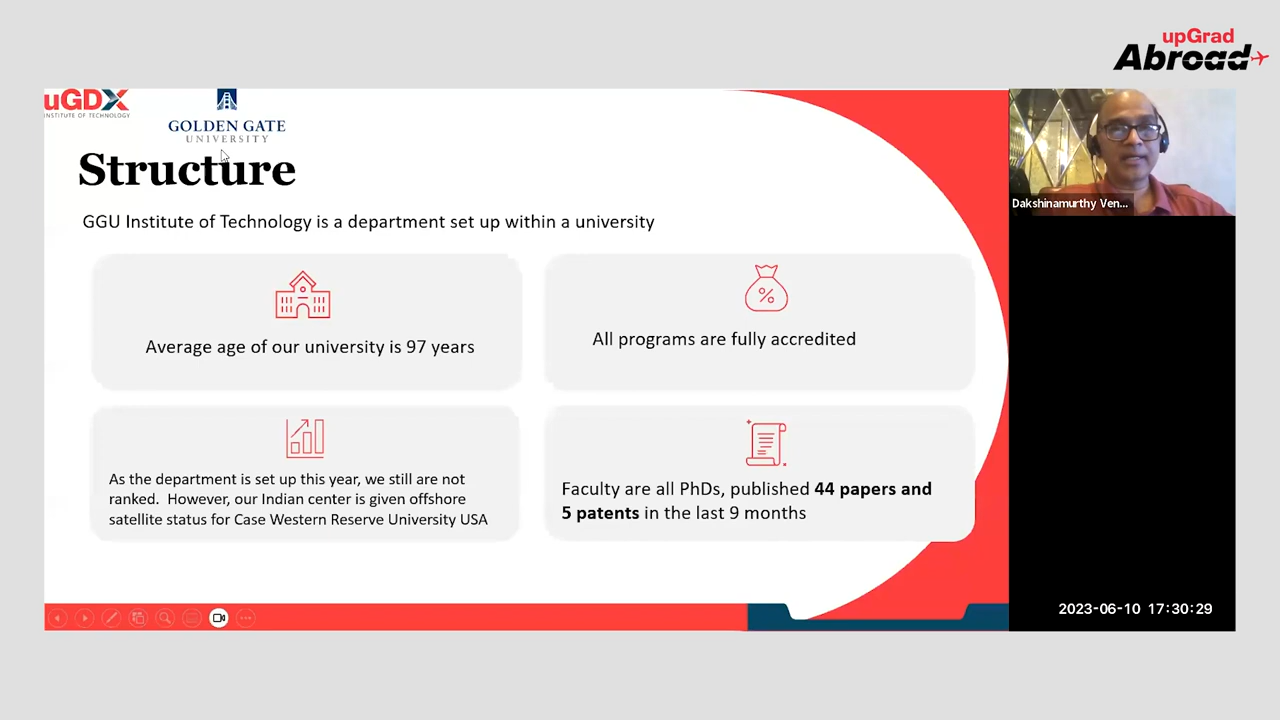 upGrad
Abroad
uGDX
INSTITUTE OF TECHNOLOGY
GOLDEN GATE
UNIVERSITY
Structure
GGU Institute of Technology is a department set up within a university
Average age of our university is 97 years
All programs are fully accredited
As the department is set up this year, we still are not
ranked. However, our Indian center is given offshore
satellite status for Case Western Reserve University USA
Faculty are all PhDs, published 44 papers and
5 patents in the last 9 months
Dakshinamurthy Ven...
2023-06-10 17:30:29